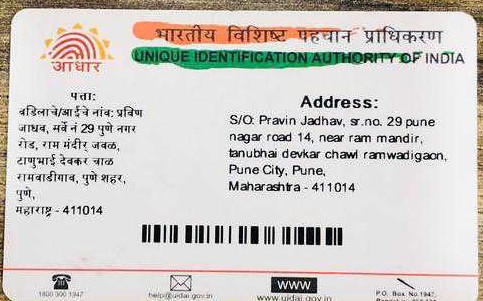 भारतीय विशिष्ट पहचान प्राधिकरण
UNIQUE IDENTIFICATION AUTHORITY OF INDIA
आधार
पत्ता:
वडिलाचे/आईचे नांव: प्रविण
जाधव, सर्वे नं 29 पुणे नगर
रोड, राम मंदीर जवळ,
टाणुभाई देवकर चाळ
रामवाडीगाव, पुणे शहर,
पुणे,
महाराष्ट्र - 411014
Address:
S/O: Pravin Jadhav, sr.no. 29 pune
nagar road 14, near ram mandir,
tanubhai devkar chawl ramwadigaon,
Pune City, Pune,
Maharashtra - 411014
1800 300 1947
help@uidai.gov.in
WWW
www.uidai.gov.in
P.O. Box No.1947,